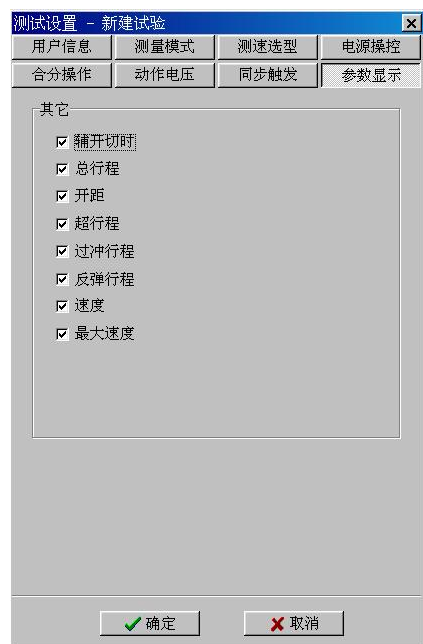 测试设置 - 新建试验
用户信息 测量模式 测速选型 电源操控
合分操作 动作电压 同步触发 参数显示
其它
辅开切时
总行程
开距
超行程
过冲行程
反弹行程
速度
最大速度
确定 取消